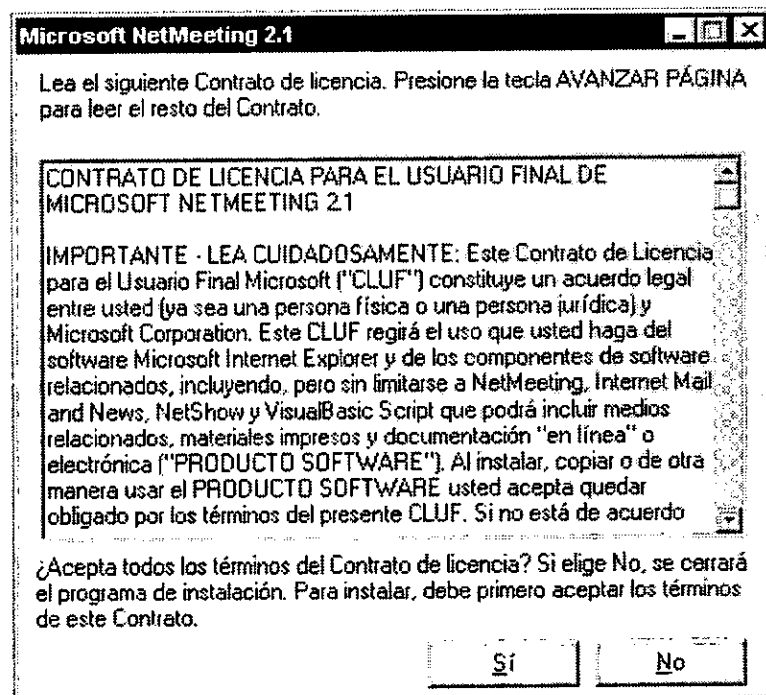 Microsoft NetMeeting 2.1
Lea el siguiente Contrato de licencia. Presione la tecla AVANZAR PÁGINA
para leer el resto del Contrato.
CONTRATO DE LICENCIA PARA EL USUARIO FINAL DE
MICROSOFT NETMEETING 2.1
IMPORTANTE - LEA CUIDADOSAMENTE: Este Contrato de Licencia
para el Usuario Final Microsoft ("CLUF") constituye un acuerdo legal
entre usted (ya sea una persona física o una persona jurídica) y
Microsoft Corporation. Este CLUF regirá el uso que usted haga del
software Microsoft Internet Explorer y de los componentes de software
relacionados, incluyendo, pero sin limitarse a NetMeeting, Internet Mail
and News, NetShow y VisualBasic Script que podrá incluir medios
relacionados, materiales impresos y documentación "en línea" o
electrónica ("PRODUCTO SOFTWARE"). Al instalar, copiar o de otra
manera usar el PRODUCTO SOFTWARE usted acepta quedar
obligado por los términos del presente CLUF. Si no está de acuerdo
¿Acepta todos los términos del Contrato de licencia? Si elige No, se cerrará
el programa de instalación. Para instalar, debe primero aceptar los términos
de este Contrato.
Sí No